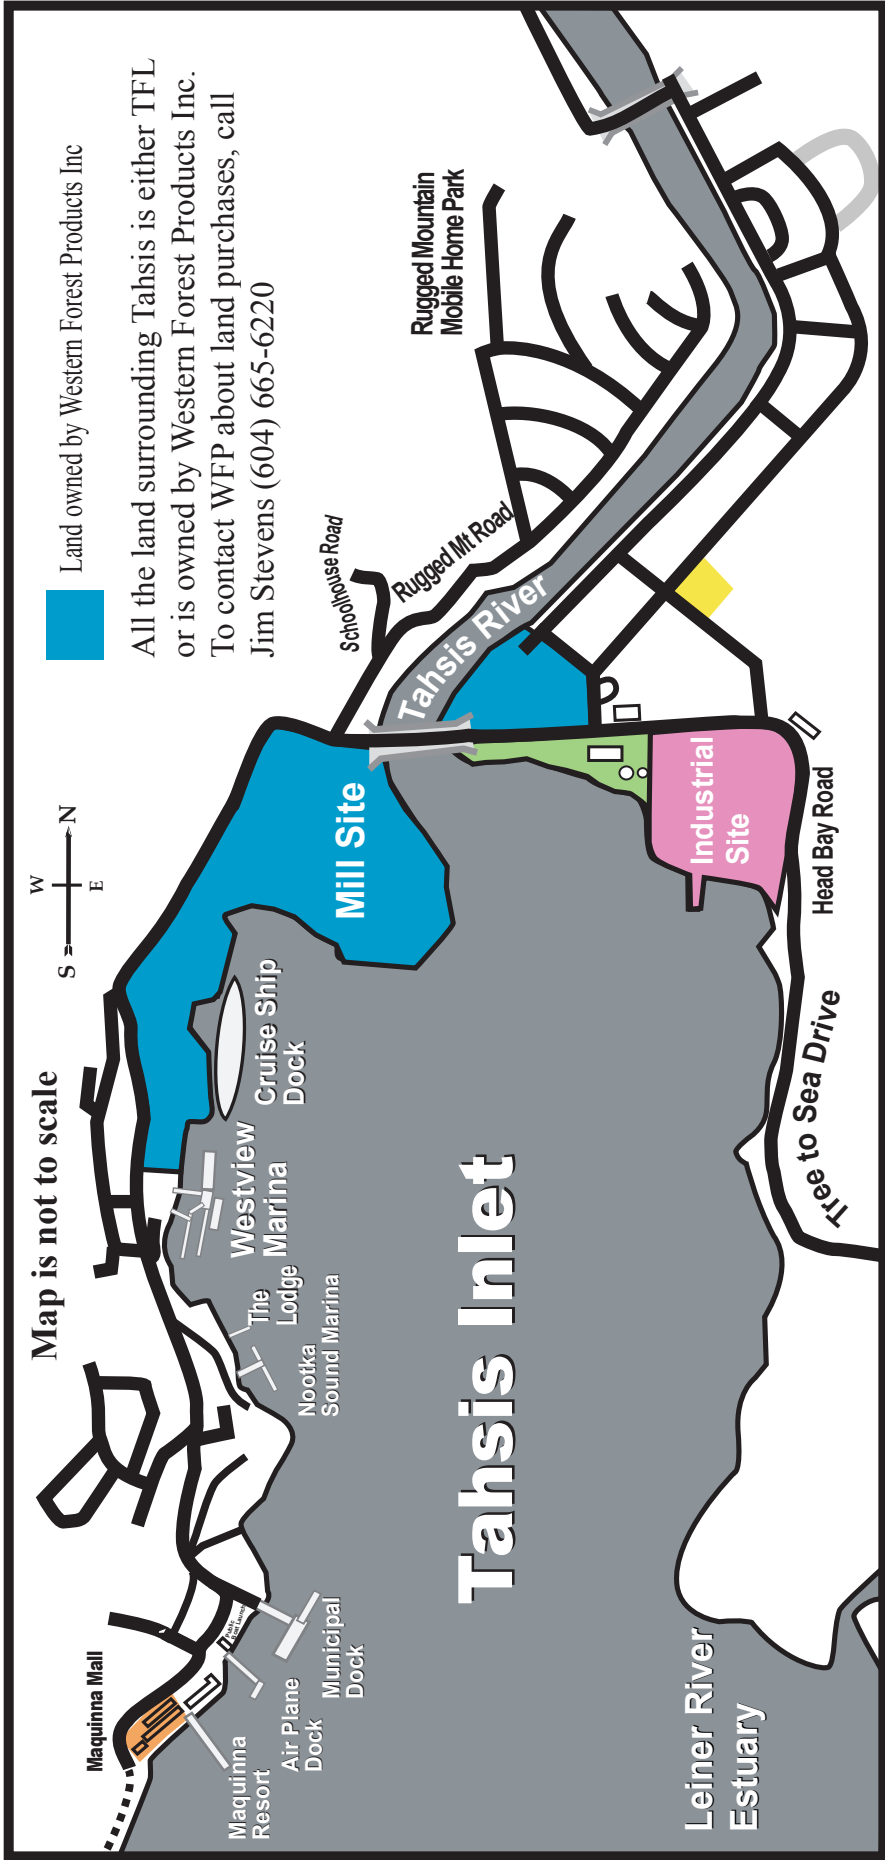 Land owned by Western Forest Products Inc
All the land surrounding Tahsis is either TFL
or is owned by Western Forest Products Inc.
To contact WFP about land purchases, call
Jim Stevens (604) 665-6220
Map is not to scale
S
W
E
N
Rugged Mountain
Mobile Home Park
Schoolhouse Road
Rugged Mt Road
Tahsis River
Mill Site
Industrial
Site
Head Bay Road
Tree to Sea Drive
Cruise Ship
Dock
Westview
Marina
The
Lodge
Nootka
Sound Marina
Tahsis Inlet
Maquinna Mall
Public
Boat Launch
Municipal
Dock
Air Plane
Dock
Maquinna
Resort
Leiner River
Estuary